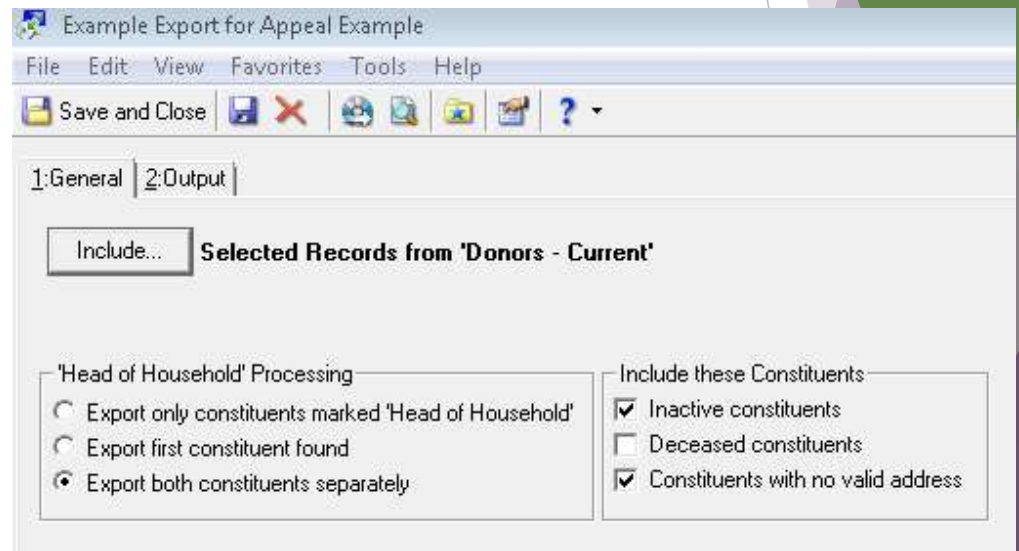 Example Export for Appeal Example
File Edit View Favorites Tools Help
Save and Close ?
1:General 2:Output
Include... Selected Records from 'Donors - Current'
'Head of Household' Processing
Export only constituents marked 'Head of Household'
Export first constituent found
Export both constituents separately
Include these Constituents
Inactive constituents
Deceased constituents
Constituents with no valid address